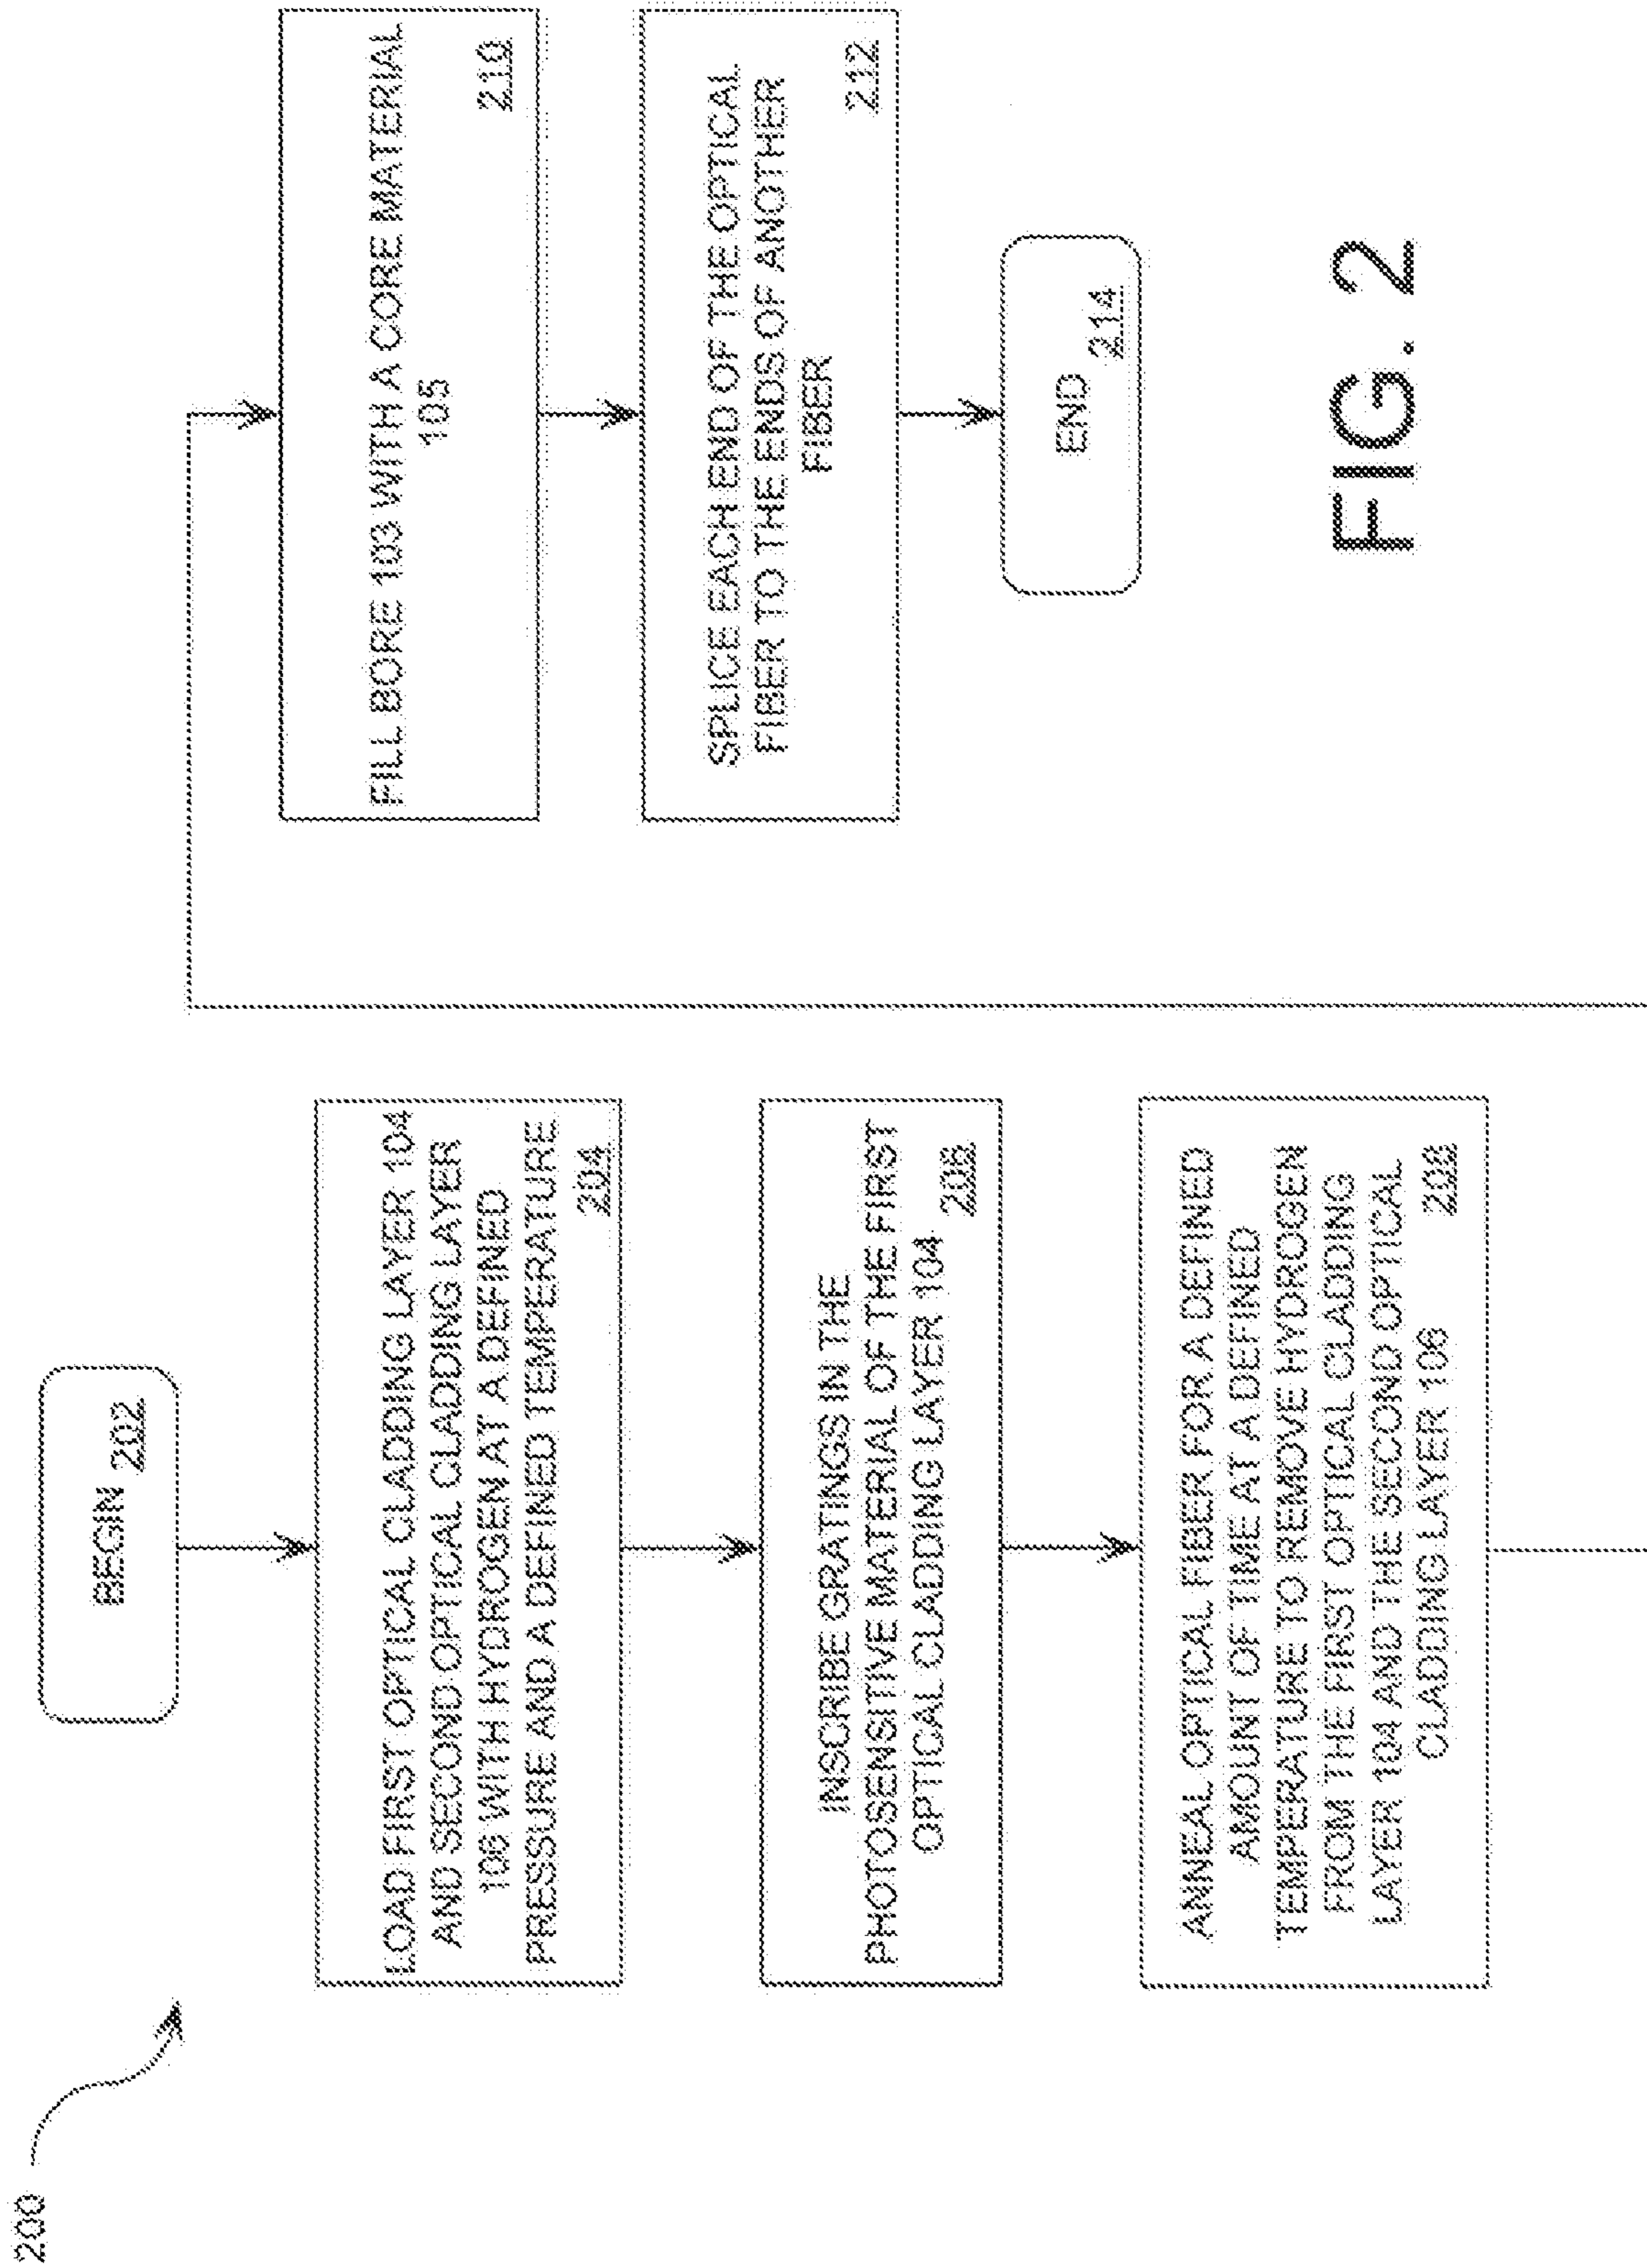 200
BEGIN 202
LOAD FIRST OPTICAL CLADDING LAYER 104
AND SECOND OPTICAL CLADDING LAYER
106 WITH HYDROGEN AT A DEFINED
PRESSURE AND A DEFINED TEMPERATURE
204
INSCRIBE GRATINGS IN THE
PHOTOSENSITIVE MATERIAL OF THE FIRST
OPTICAL CLADDING LAYER 104
206
ANNEAL OPTICAL FIBER FOR A DEFINED
AMOUNT OF TIME AT A DEFINED
TEMPERATURE TO REMOVE HYDROGEN
FROM THE FIRST OPTICAL CLADDING
LAYER 104 AND THE SECOND OPTICAL
CLADDING LAYER 106
208
FILL BORE 103 WITH A CORE MATERIAL
105
210
SPLICE EACH END OF THE OPTICAL
FIBER TO THE ENDS OF ANOTHER
FIBER
212
END 214
FIG. 2